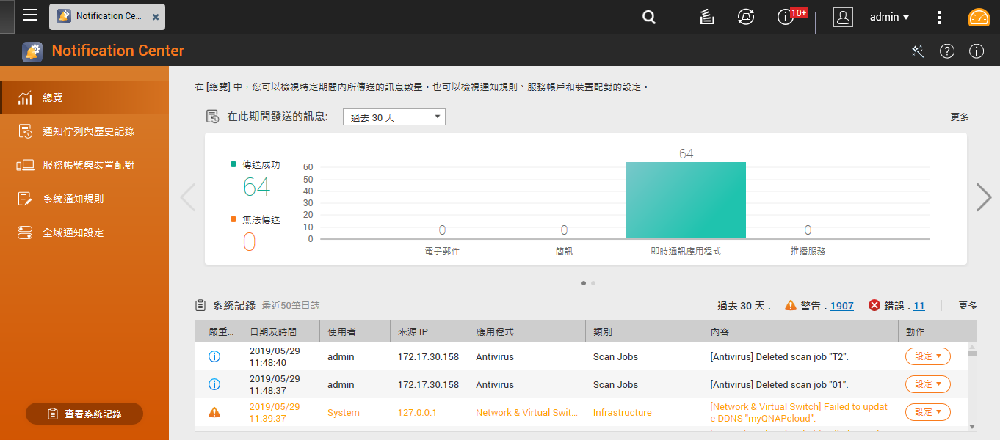 Notification Ce...
10+
admin
Notification Center
總覽
通知佇列與歷史記錄
服務帳號與裝置配對
系統通知規則
全域通知設定
查看系統記錄
在 [總覽] 中，您可以檢視特定期間內所傳送的訊息數量。也可以檢視通知規則、服務帳戶和裝置配對的設定。
在此期間發送的訊息:
過去 30 天
更多
傳送成功
64
無法傳送
0
60
50
40
30
20
10
0
0
0
64
0
電子郵件
簡訊
即時通訊應用程式
推播服務
系統記錄 最近50筆日誌
過去 30 天 :
警告 : 1907
錯誤 : 11
更多
嚴重... 日期及時間 使用者 來源 IP 應用程式 類別 內容 動作
2019/05/29
11:48:40
admin 172.17.30.158 Antivirus Scan Jobs [Antivirus] Deleted scan job "T2". 設定
2019/05/29
11:48:37
admin 172.17.30.158 Antivirus Scan Jobs [Antivirus] Deleted scan job "01". 設定
2019/05/29
11:39:37
System 127.0.0.1 Network & Virtual Swit... Infrastructure
[Network & Virtual Switch] Failed to updat
e DDNS "myQNAPcloud".
設定